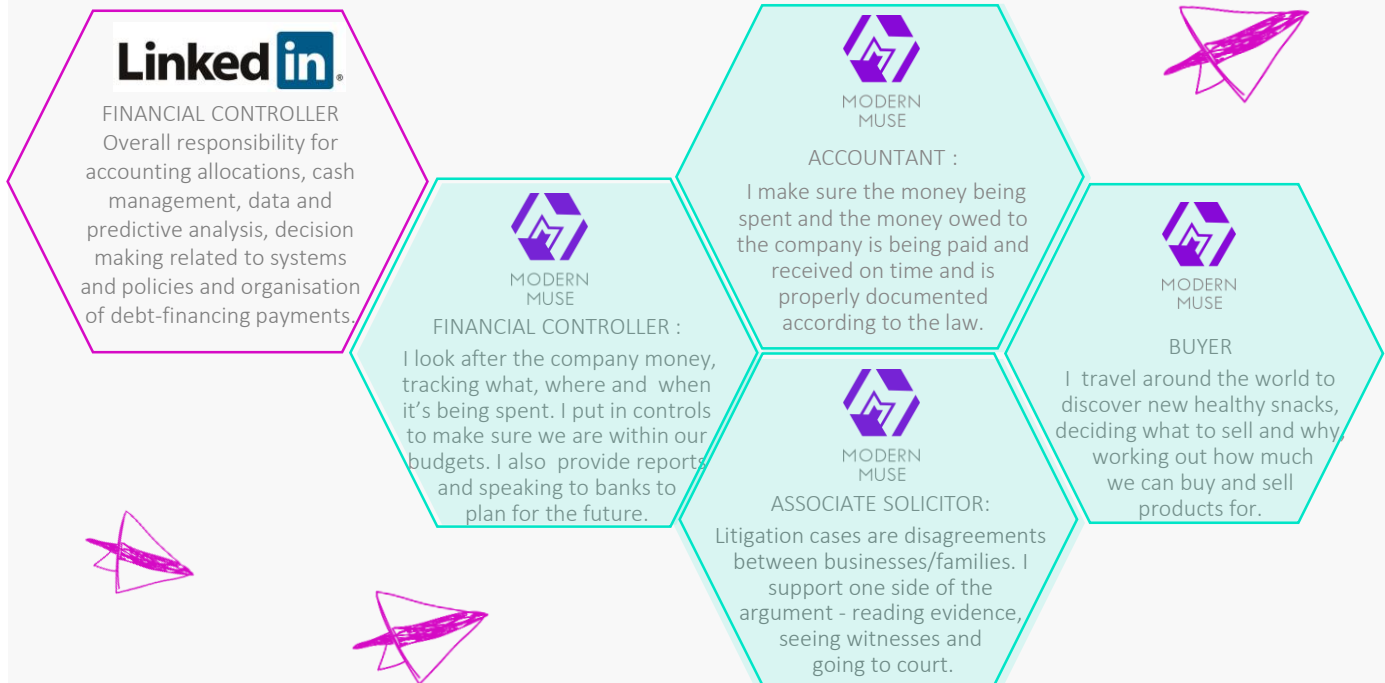 Linked in®
FINANCIAL CONTROLLER
Overall responsibility for
accounting allocations, cash
management, data and
predictive analysis, decision
making related to systems
and policies and organisation
of debt-financing payments.
MODERN
MUSE
FINANCIAL CONTROLLER :
I look after the company money,
tracking what, where and when
it’s being spent. I put in controls
to make sure we are within our
budgets. I also provide reports
and speaking to banks to
plan for the future.
MODERN
MUSE
ACCOUNTANT :
I make sure the money being
spent and the money owed to
the company is being paid and
received on time and is
properly documented
according to the law.
MODERN
MUSE
ASSOCIATE SOLICITOR:
Litigation cases are disagreements
between businesses/families. I
support one side of the
argument - reading evidence,
seeing witnesses and
going to court.
MODERN
MUSE
BUYER
I travel around the world to
discover new healthy snacks,
deciding what to sell and why,
working out how much
we can buy and sell
products for.